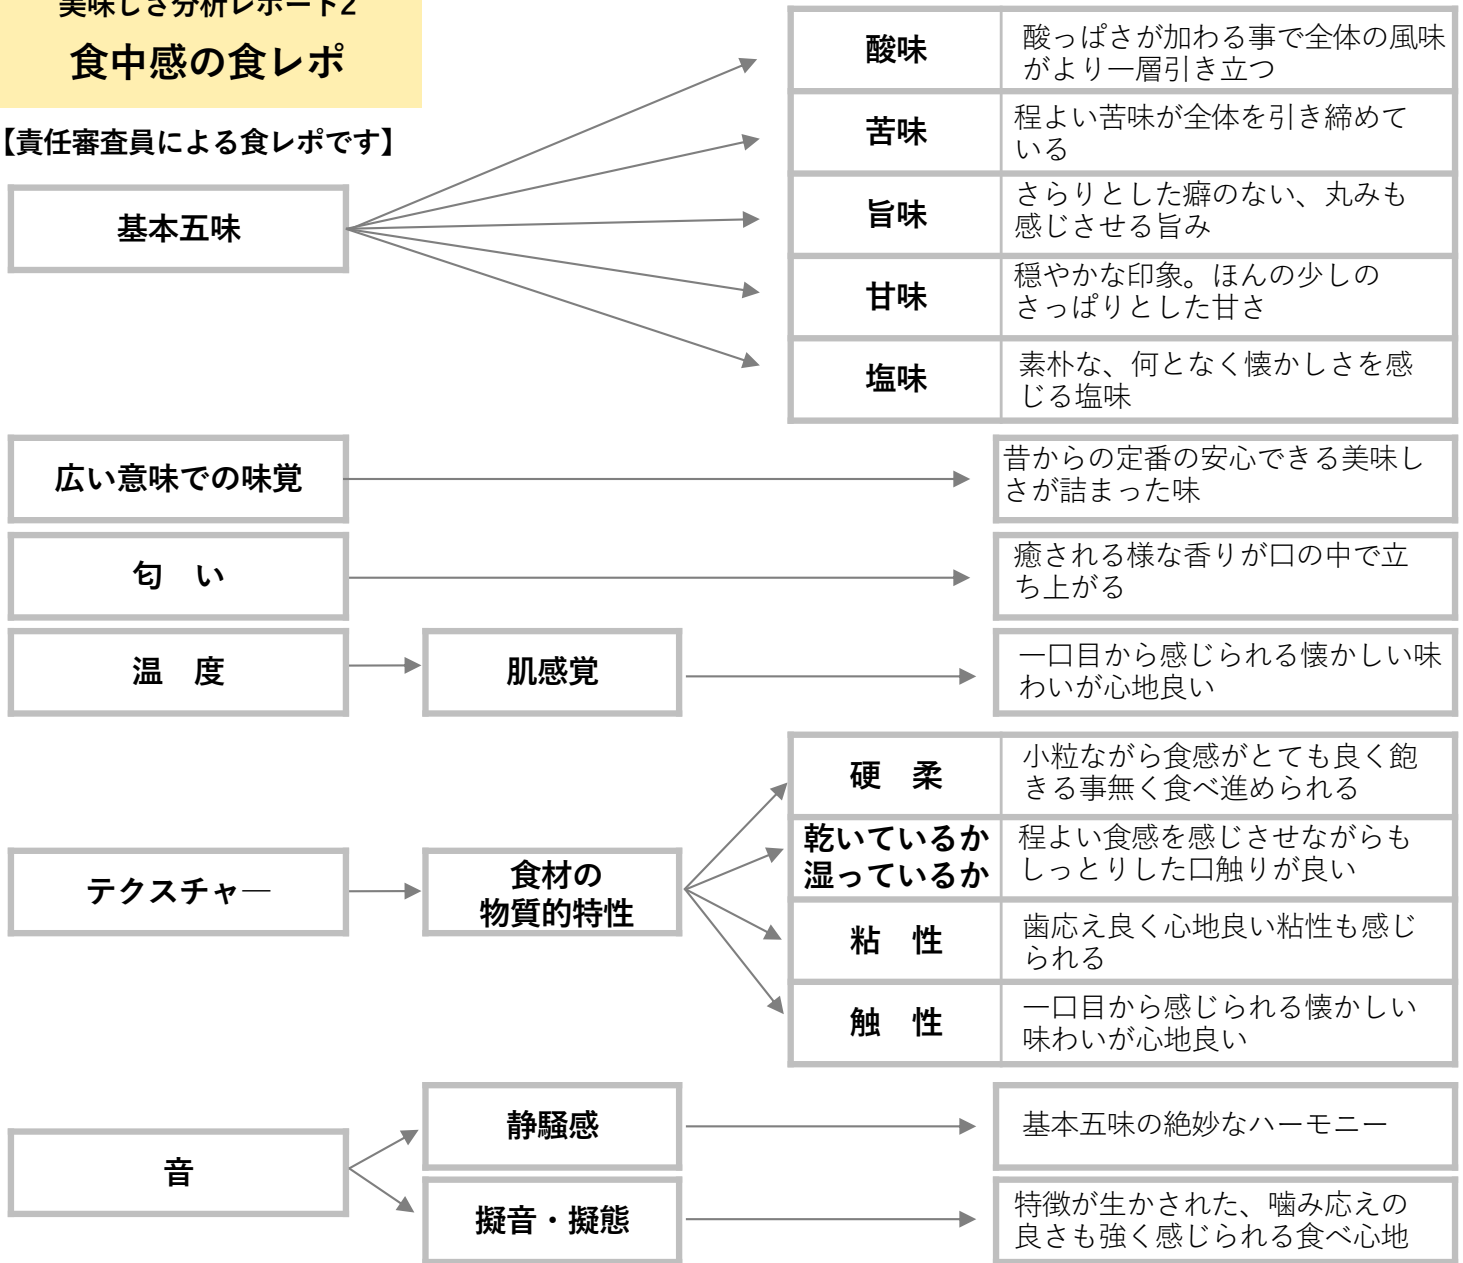 美味しさ分析レポート2
食中感の食レポ
【責任審査員による食レポです】
基本五味
酸味
酸っぱさが加わる事で全体の風味
がより一層引き立つ
苦味
程よい苦味が全体を引き締めて
いる
旨味
さらりとした癖のない、丸みも
感じさせる旨み
甘味
穏やかな印象。ほんの少しの
さっぱりとした甘さ
塩味
素朴な、何となく懐かしさを感
じる塩味
広い意味での味覚
昔からの定番の安心できる美味し
さが詰まった味
匂　い
癒される様な香りが口の中で立
ち上がる
温　度
肌感覚
一口目から感じられる懐かしい味
わいが心地良い
テクスチャ―
食材の
物質的特性
硬　柔
小粒ながら食感がとても良く飽
きる事無く食べ進められる
乾いているか
湿っているか
程よい食感を感じさせながらも
しっとりした口触りが良い
粘　性
歯応え良く心地良い粘性も感じ
られる
触　性
一口目から感じられる懐かしい
味わいが心地良い
音
静騒感
基本五味の絶妙なハーモニー
擬音・擬態
特徴が生かされた、噛み応えの
良さも強く感じられる食べ心地